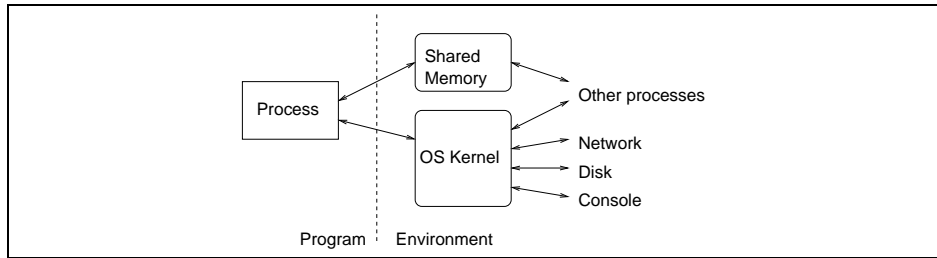 Shared
Memory
Process
Other processes
OS Kernel
Network
Disk
Console
Program
Environment